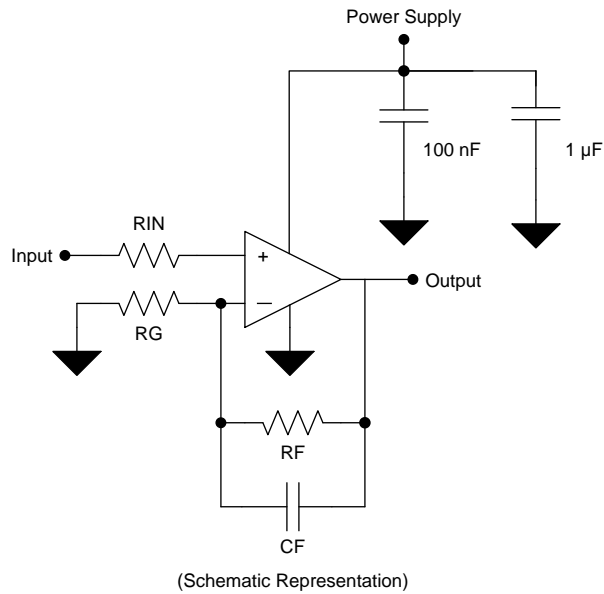 Power Supply
100 nF
1 µF
RIN
Input
+
Output
−
RG
RF
CF
(Schematic Representation)